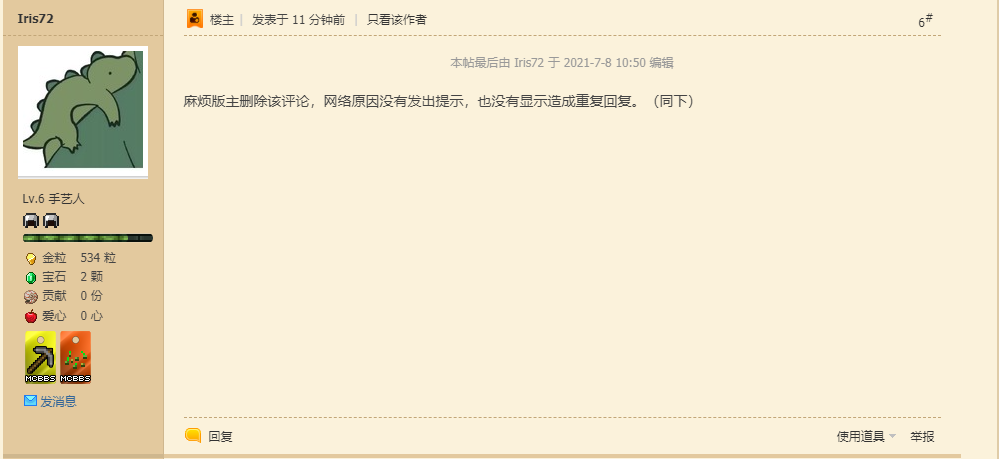 Iris72
楼主 | 发表于 11 分钟前 | 只看该作者
6#
本帖最后由 Iris72 于 2021-7-8 10:50 编辑
麻烦版主删除该评论，网络原因没有发出提示，也没有显示造成重复回复。（同下）
Lv.6 手艺人
金粒 534 粒
宝石 2 颗
贡献 0 份
爱心 0 心
MCBBS MCBBS
发消息
回复
使用道具 举报